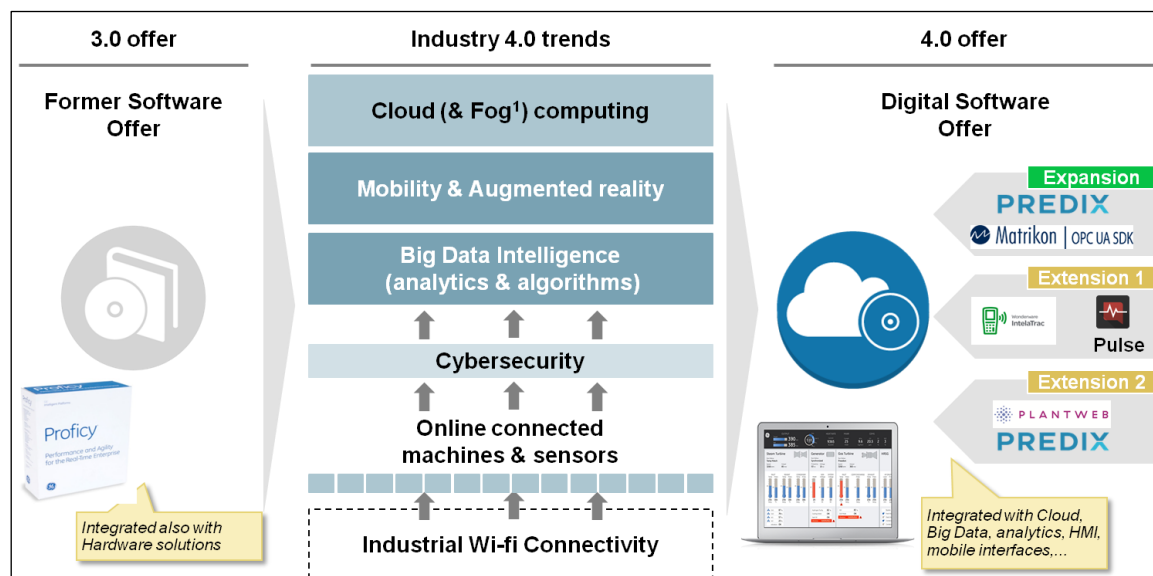 3.0 offer
Industry 4.0 trends
4.0 offer
Former Software
Offer
Proficy
Performance and Agility
for the Real-Time Enterprise
Integrated also with
Hardware solutions
Cloud (& Fog¹) computing
Mobility & Augmented reality
Big Data Intelligence
(analytics & algorithms)
Cybersecurity
Online connected
machines & sensors
Industrial Wi-fi Connectivity
Digital Software
Offer
Expansion
PREDIX
Matrikon | OPC UA SDK
Extension 1
Wonderware
IntelaTrac
Pulse
Extension 2
PLANTWEB
PREDIX
Integrated with Cloud,
Big Data, analytics, HMI,
mobile interfaces,...